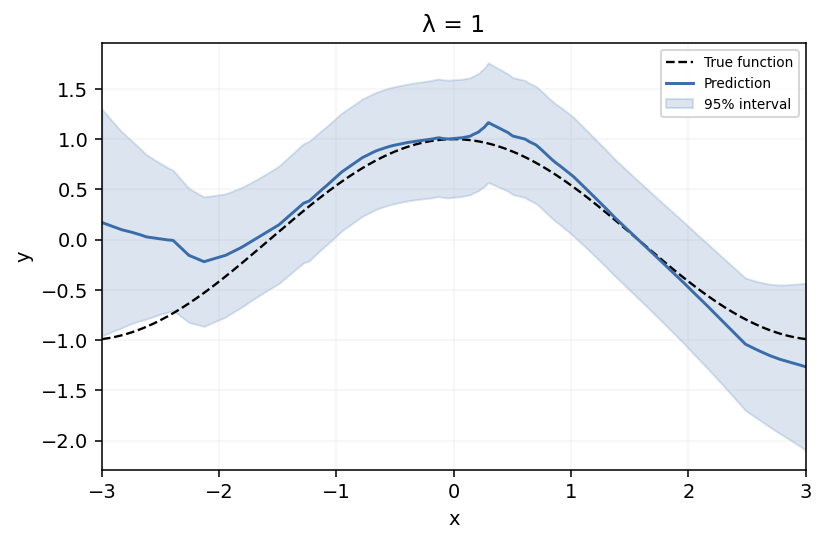 λ = 1
True function
Prediction
95% interval
y
1.5
1.0
0.5
0.0
−0.5
−1.0
−1.5
−2.0
−3 −2 −1 0 1 2 3
x